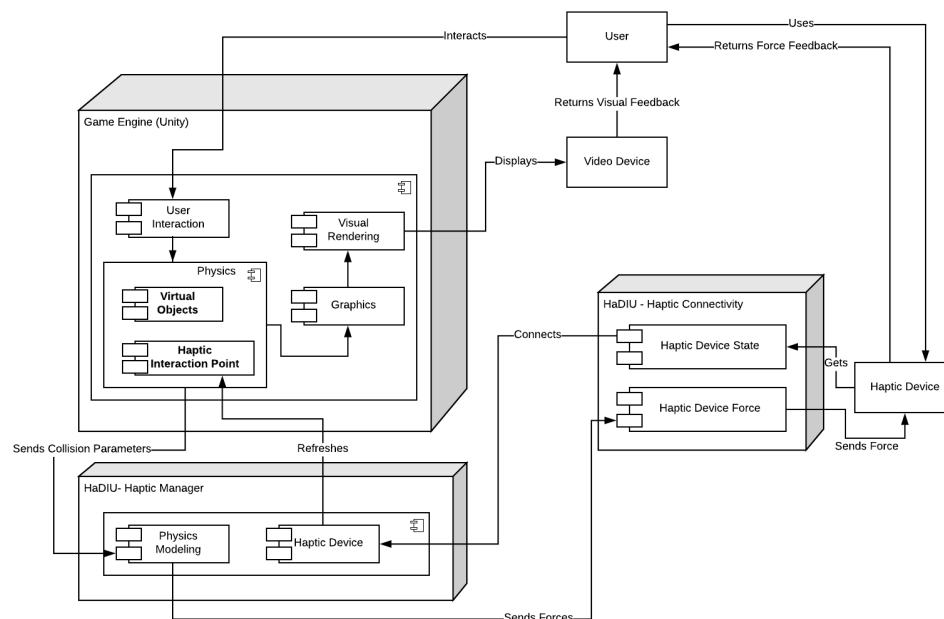 User
Uses
Interacts
Returns Force Feedback
Returns Visual Feedback
Game Engine (Unity)
Displays
Video Device
User
Interaction
Visual
Rendering
Physics
Virtual
Objects
Graphics
Haptic
Interaction Point
HaDIU - Haptic Connectivity
Connects
Haptic Device State
Gets
Haptic Device
Haptic Device Force
Sends Force
Sends Collision Parameters
Refreshes
HaDIU- Haptic Manager
Physics
Modeling
Haptic Device
Sends Forces